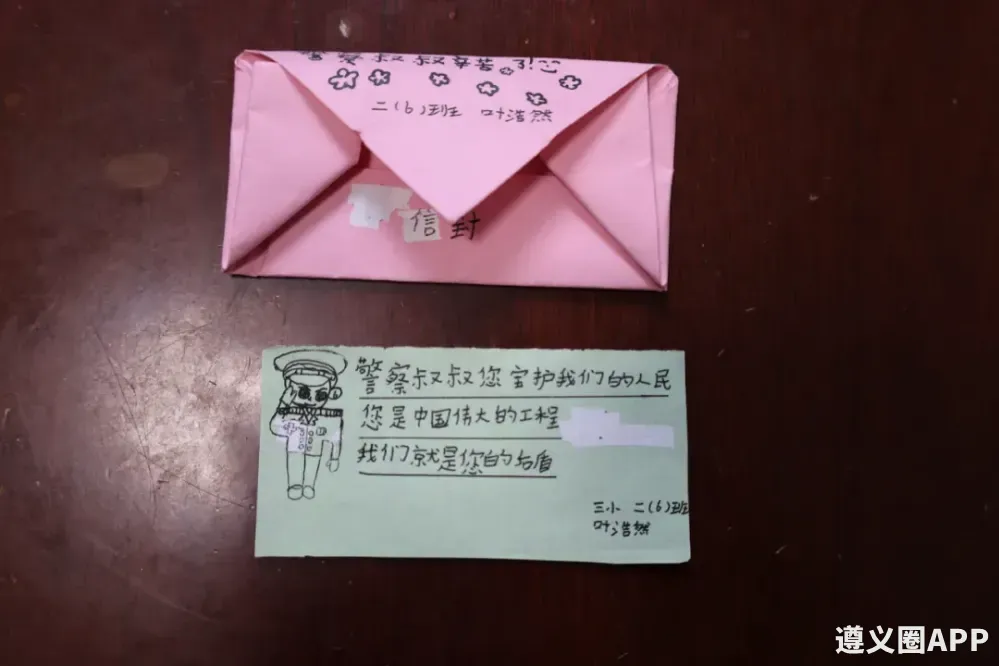 警察叔叔辛苦了!
二(6)班 叶浩然
信封
警察叔叔您宝护我们的人民
您是中国伟大的工程
我们就是您的后盾
三小 二(6)班
叶浩然
遵义圈APP